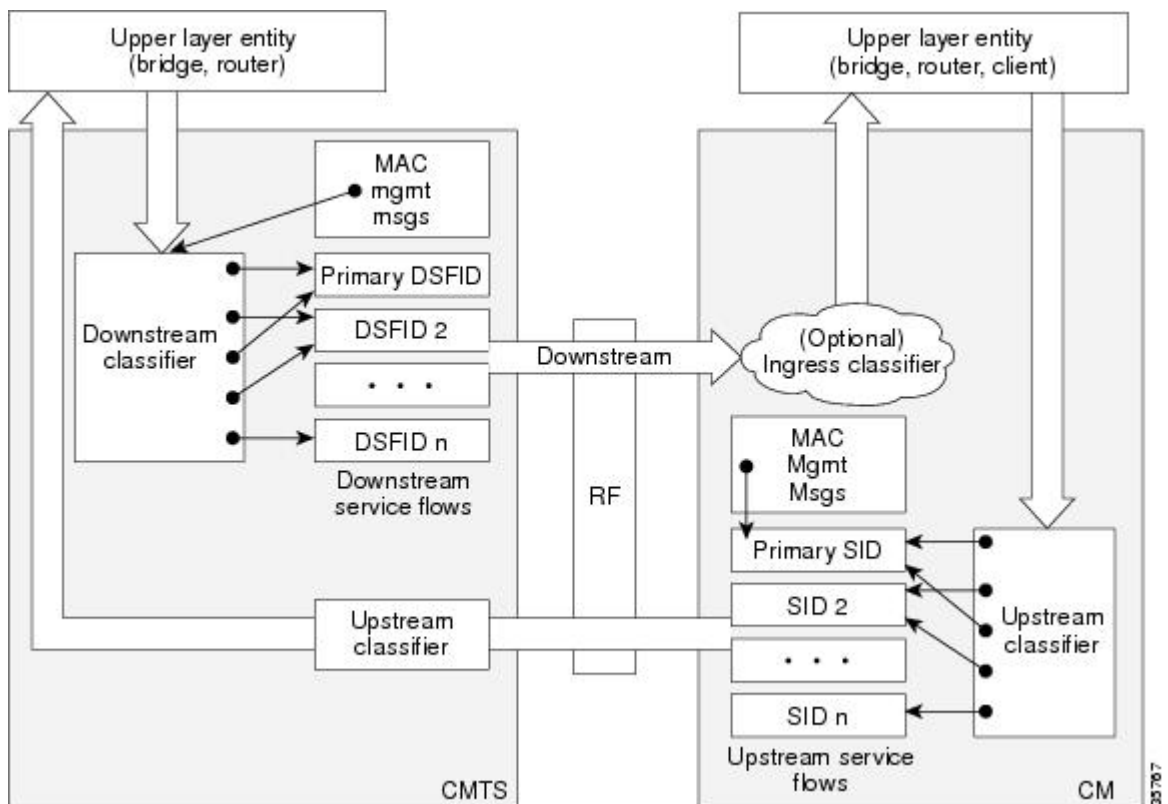 Upper layer entity
(bridge, router)
Upper layer entity
(bridge, router, client)
MAC
mgmt
msgs
Downstream
classifier
Primary DSFID
DSFID 2
. . .
DSFID n
Downstream
service flows
Downstream
RF
(Optional)
Ingress classifier
MAC
Mgmt
Msgs
Primary SID
SID 2
. . .
SID n
Upstream service
flows
Upstream
classifier
Upstream
classifier
CMTS
CM